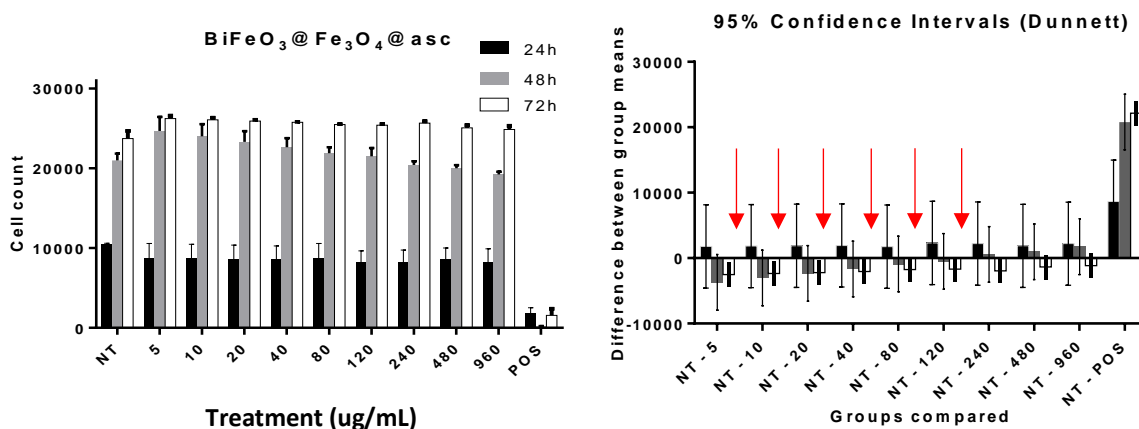 BiFeO₃@Fe₃O₄@asc
24h
48h
72h
Cell count
30000
20000
10000
0
NT
5
10
20
40
80
120
240
480
960
POS
Treatment (ug/mL)
95% Confidence Intervals (Dunnett)
Difference between group means
30000
20000
10000
0
-10000
NT - 5
NT - 10
NT - 20
NT - 40
NT - 80
NT - 120
NT - 240
NT - 480
NT - 960
NT - POS
Groups compared